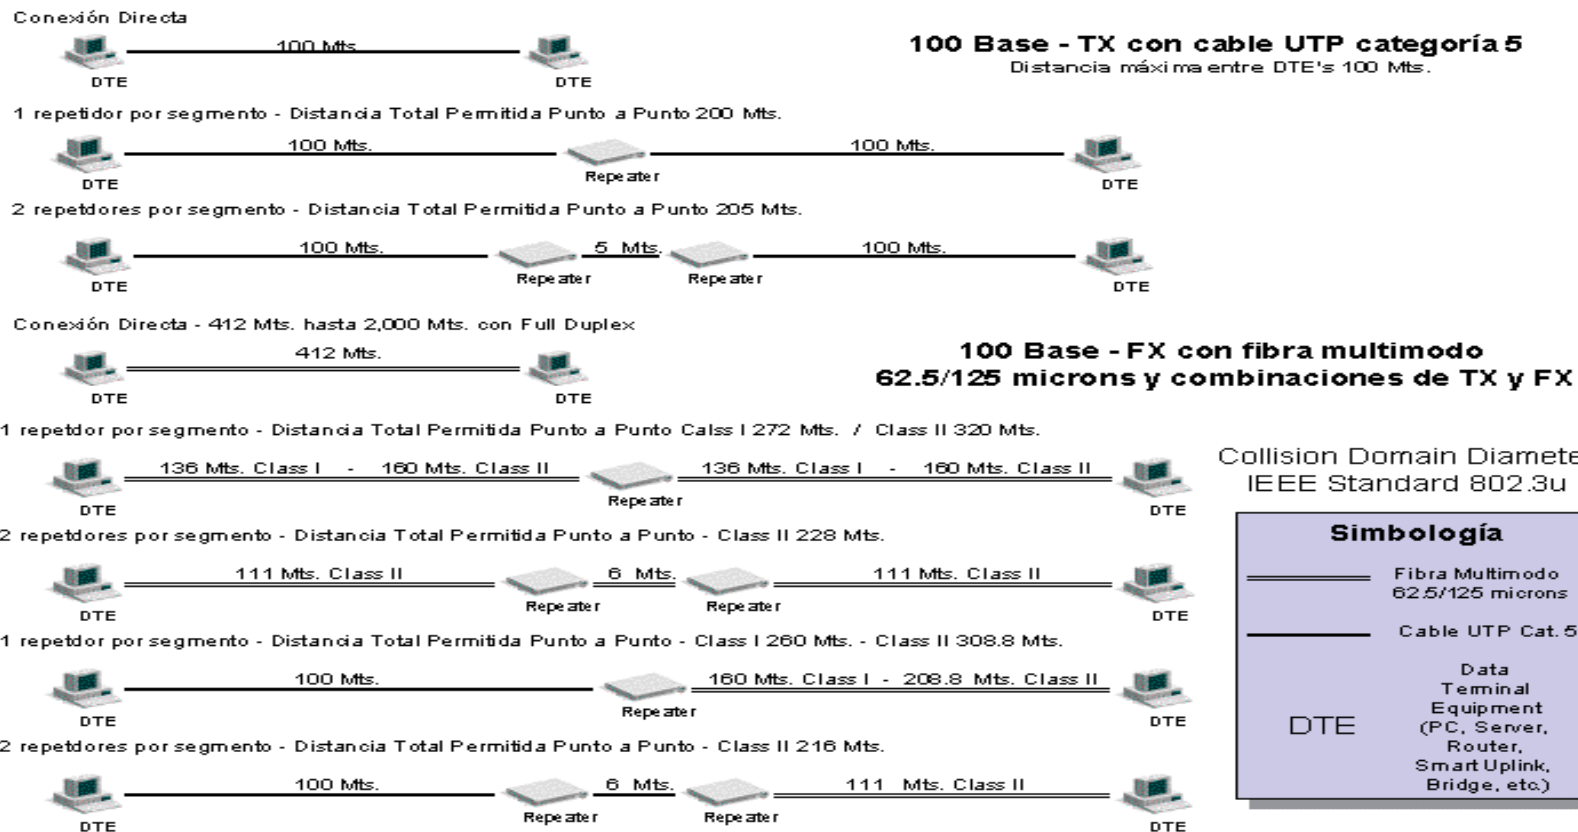 Conexión Directa
100 Mts.
DTE
DTE
100 Base - TX con cable UTP categoría 5
Distancia máxima entre DTE's 100 Mts.
1 repetidor por segmento - Distancia Total Permitida Punto a Punto 200 Mts.
100 Mts.
100 Mts.
DTE
Repeater
DTE
2 repetdores por segmento - Distancia Total Permitida Punto a Punto 205 Mts.
100 Mts.
5 Mts.
100 Mts.
DTE
Repeater
Repeater
DTE
Conexión Directa - 412 Mts. hasta 2,000 Mts. con Full Duplex
412 Mts.
DTE
DTE
100 Base - FX con fibra multimodo
62.5/125 microns y combinaciones de TX y FX
1 repetdor por segmento - Distancia Total Permitida Punto a Punto Calss I 272 Mts. / Class II 320 Mts.
136 Mts. Class I - 160 Mts. Class II
136 Mts. Class I - 160 Mts. Class II
DTE
Repeater
DTE
Collision Domain Diamete
IEEE Standard 802.3u
2 repetdores por segmento - Distancia Total Permitida Punto a Punto - Class II 228 Mts.
111 Mts. Class II
6 Mts.
111 Mts. Class II
DTE
Repeater
Repeater
DTE
1 repetdor por segmento - Distancia Total Permitida Punto a Punto - Class I 260 Mts. - Class II 308.8 Mts.
100 Mts.
160 Mts. Class I - 208.8 Mts. Class II
DTE
Repeater
DTE
2 repetdores por segmento - Distancia Total Permitida Punto a Punto - Class II 216 Mts.
100 Mts.
6 Mts.
111 Mts. Class II
DTE
Repeater
Repeater
DTE
Simbología
Fibra Multimodo
62.5/125 microns
Cable UTP Cat. 5
DTE
Data
Terminal
Equipment
(PC, Server,
Router,
Smart Uplink,
Bridge, etc.)